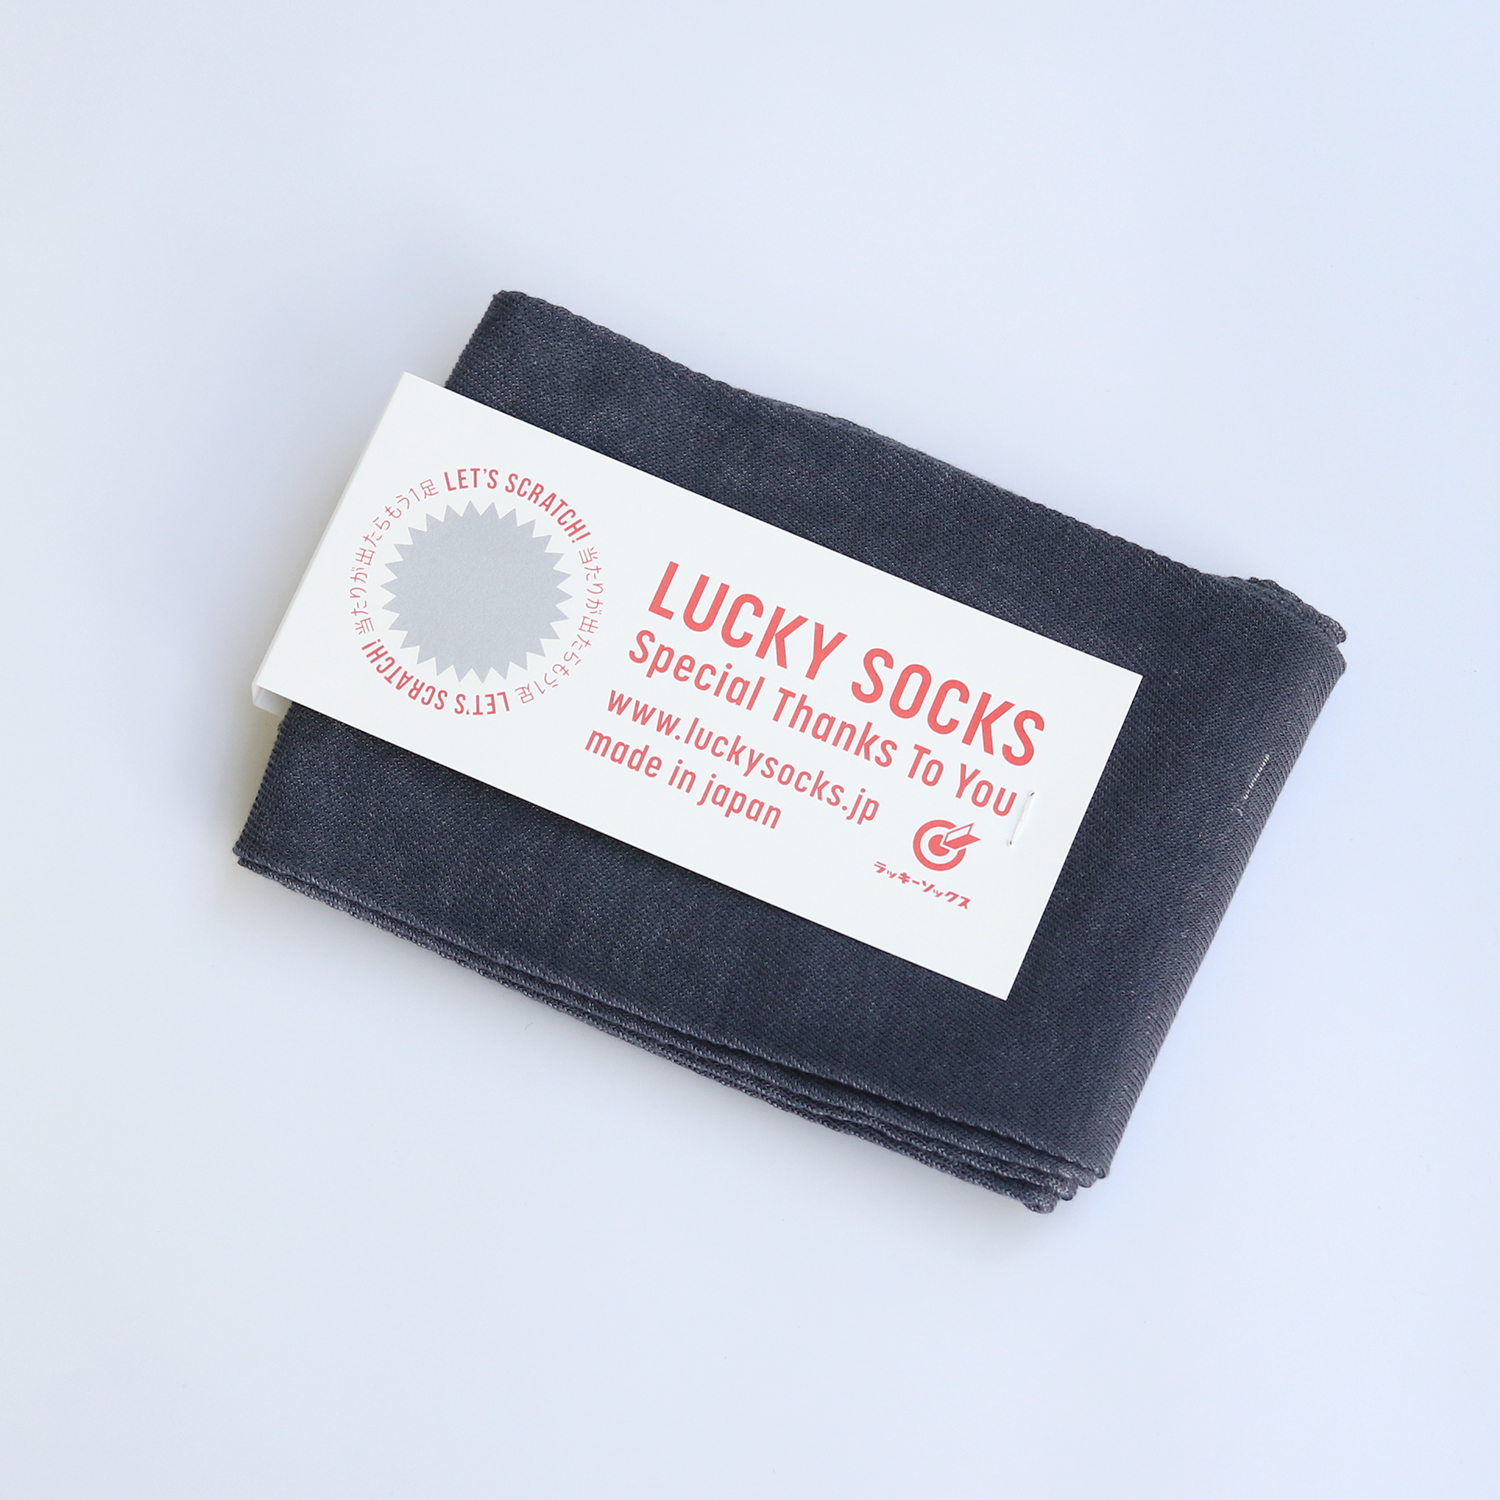 LET'S SCRATCH! 当たりが出たらもう1足 LET'S SCRATCH! 当たりが出たらもう1足
LUCKY SOCKS
Special Thanks To You
www.luckysocks.jp
made in japan
ラッキーソックス